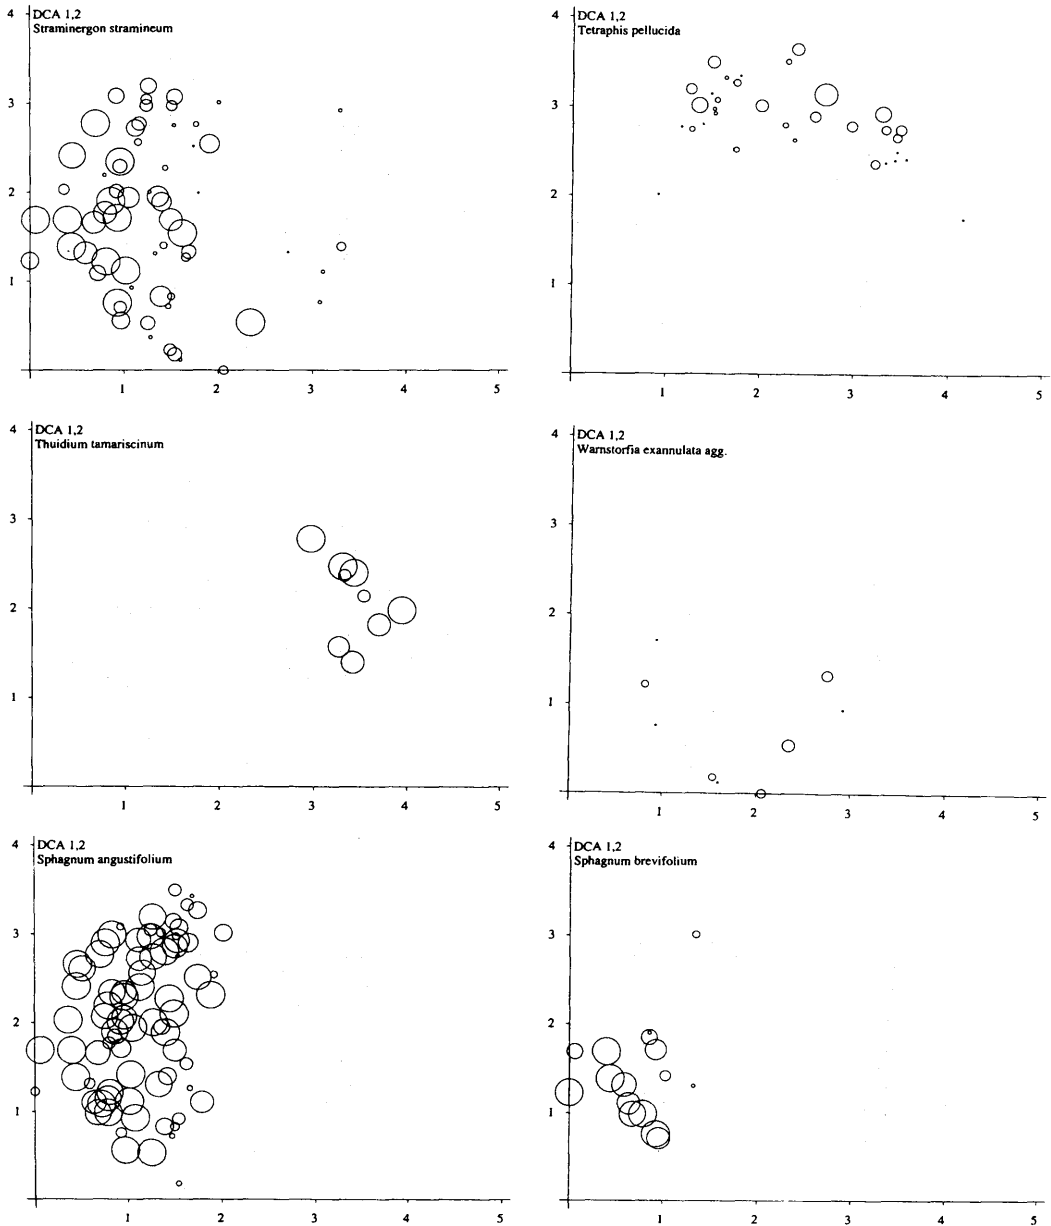 4
DCA 1,2
Straminergon stramineum
3
2
1
1 2 3 4 5
4
DCA 1,2
Tetraphis pellucida
3
2
1
1 2 3 4 5
4
DCA 1,2
Thuidium tamariscinum
3
2
1
1 2 3 4 5
4
DCA 1,2
Warnstorfia exannulata agg.
3
2
1
1 2 3 4 5
4
DCA 1,2
Sphagnum angustifolium
3
2
1
1 2 3 4 5
4
DCA 1,2
Sphagnum brevifolium
3
2
1
1 2 3 4 5